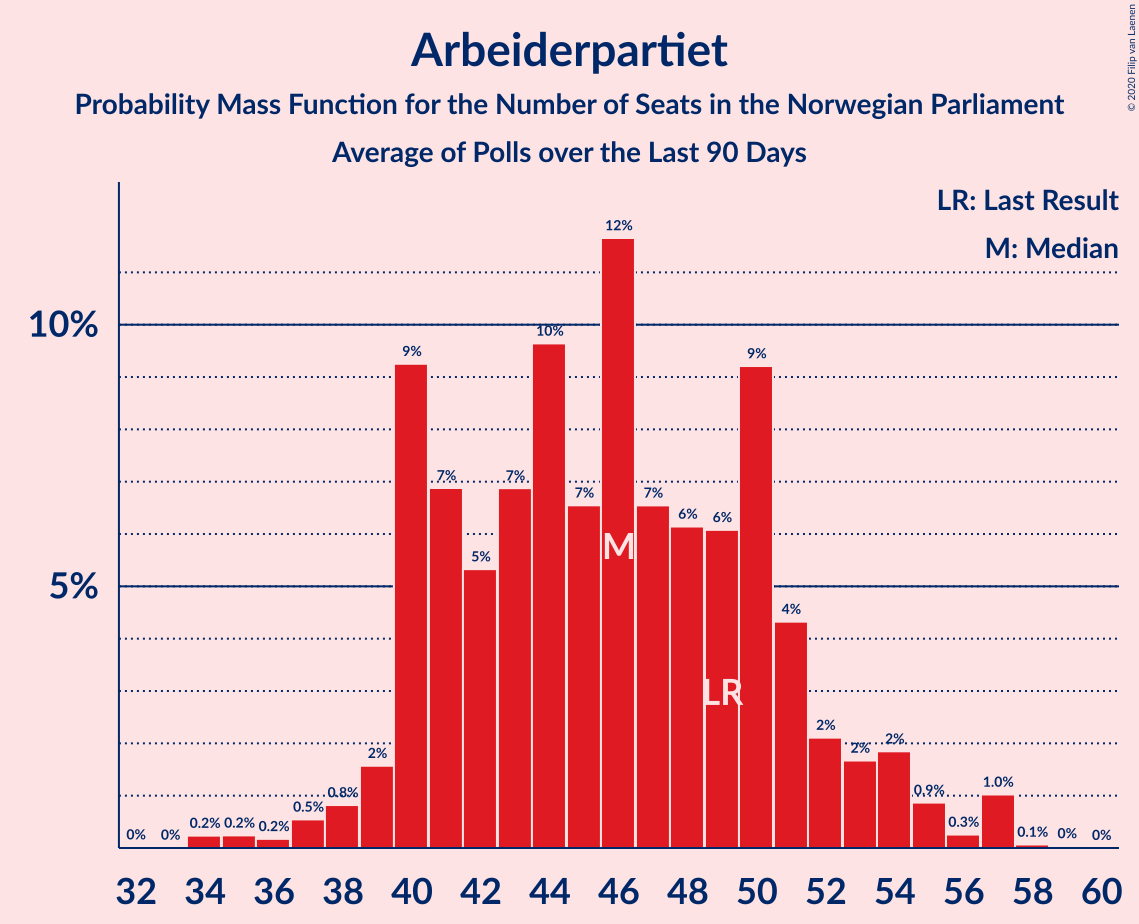 © 2020 Filip van Laenen
Arbeiderpartiet
Probability Mass Function for the Number of Seats in the Norwegian Parliament
Average of Polls over the Last 90 Days
LR: Last Result
M: Median
10%
5%
0% 0% 0.2% 0.2% 0.2% 0.5% 0.8% 2% 9% 7% 5% 7% 10% 7% 12% 7% 6% 6% 9% 4% 2% 2% 2% 0.9% 0.3% 1.0% 0.1% 0% 0%
M
LR
32 34 36 38 40 42 44 46 48 50 52 54 56 58 60